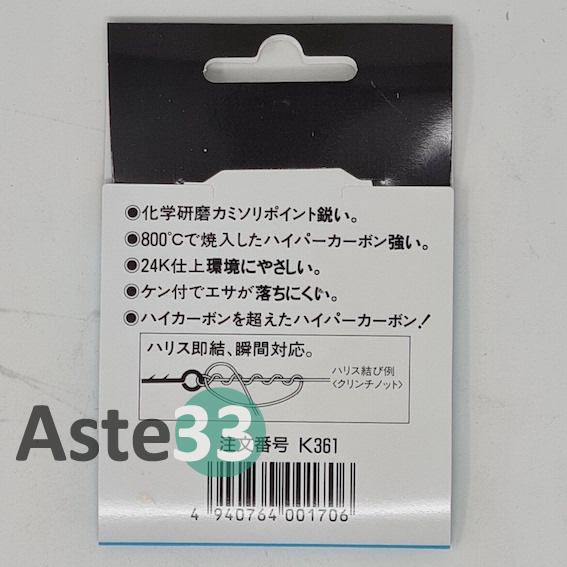 ●化学研磨カミソリポイント鋭い。
●800℃で焼入したハイパーカーボン強い。
●24K仕上環境にやさしい。
●ケン付でエサが落ちにくい。
●ハイカーボンを超えたハイパーカーボン!
ハリス即結、瞬間対応。
ハリス結び例
〈クリンチノット〉
Aste33
注文番号 K361
4 940764 001706